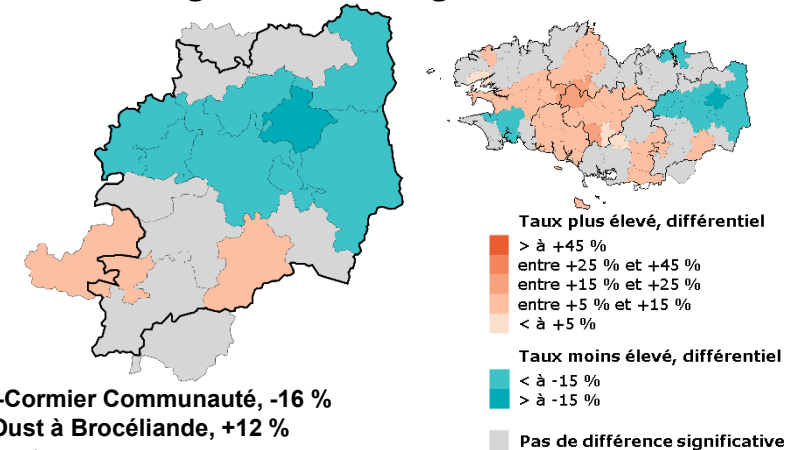 Taux plus élevé, différentiel
> à +45 %
entre +25 % et +45 %
entre +15 % et +25 %
entre +5 % et +15 %
< à +5 %
Taux moins élevé, différentiel
< à -15 %
> à -15 %
Pas de différence significative
-Cormier Communauté, -16 %
Oust à Brocéliande, +12 %